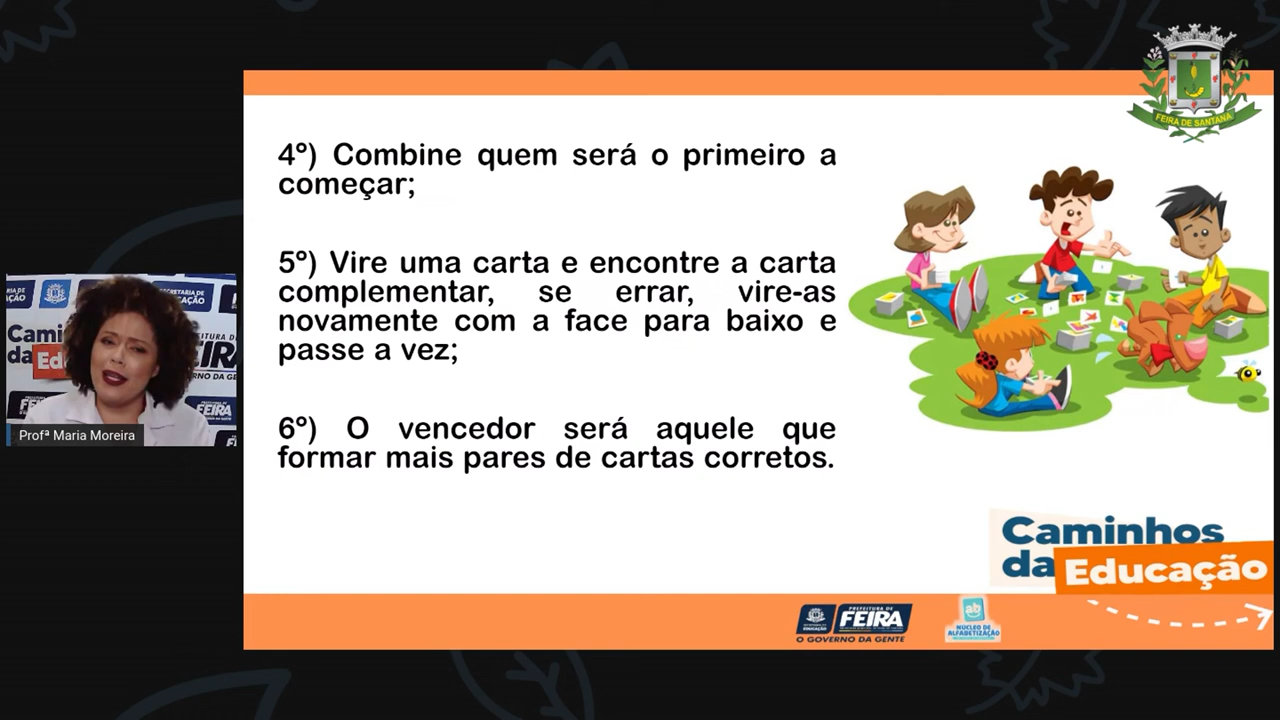 FEIRA DE SANTANA
4º) Combine quem será o primeiro a
começar;
5º) Vire uma carta e encontre a carta
complementar, se errar, vire-as
novamente com a face para baixo e
passe a vez;
6º) O vencedor será aquele que
formar mais pares de cartas corretos.
Profª Maria Moreira
Caminhos
da Educação
PREFEITURA DE
FEIRA
EDUCAÇÃO
O GOVERNO DA GENTE
ab
NÚCLEO DE
ALFABETIZAÇÃO